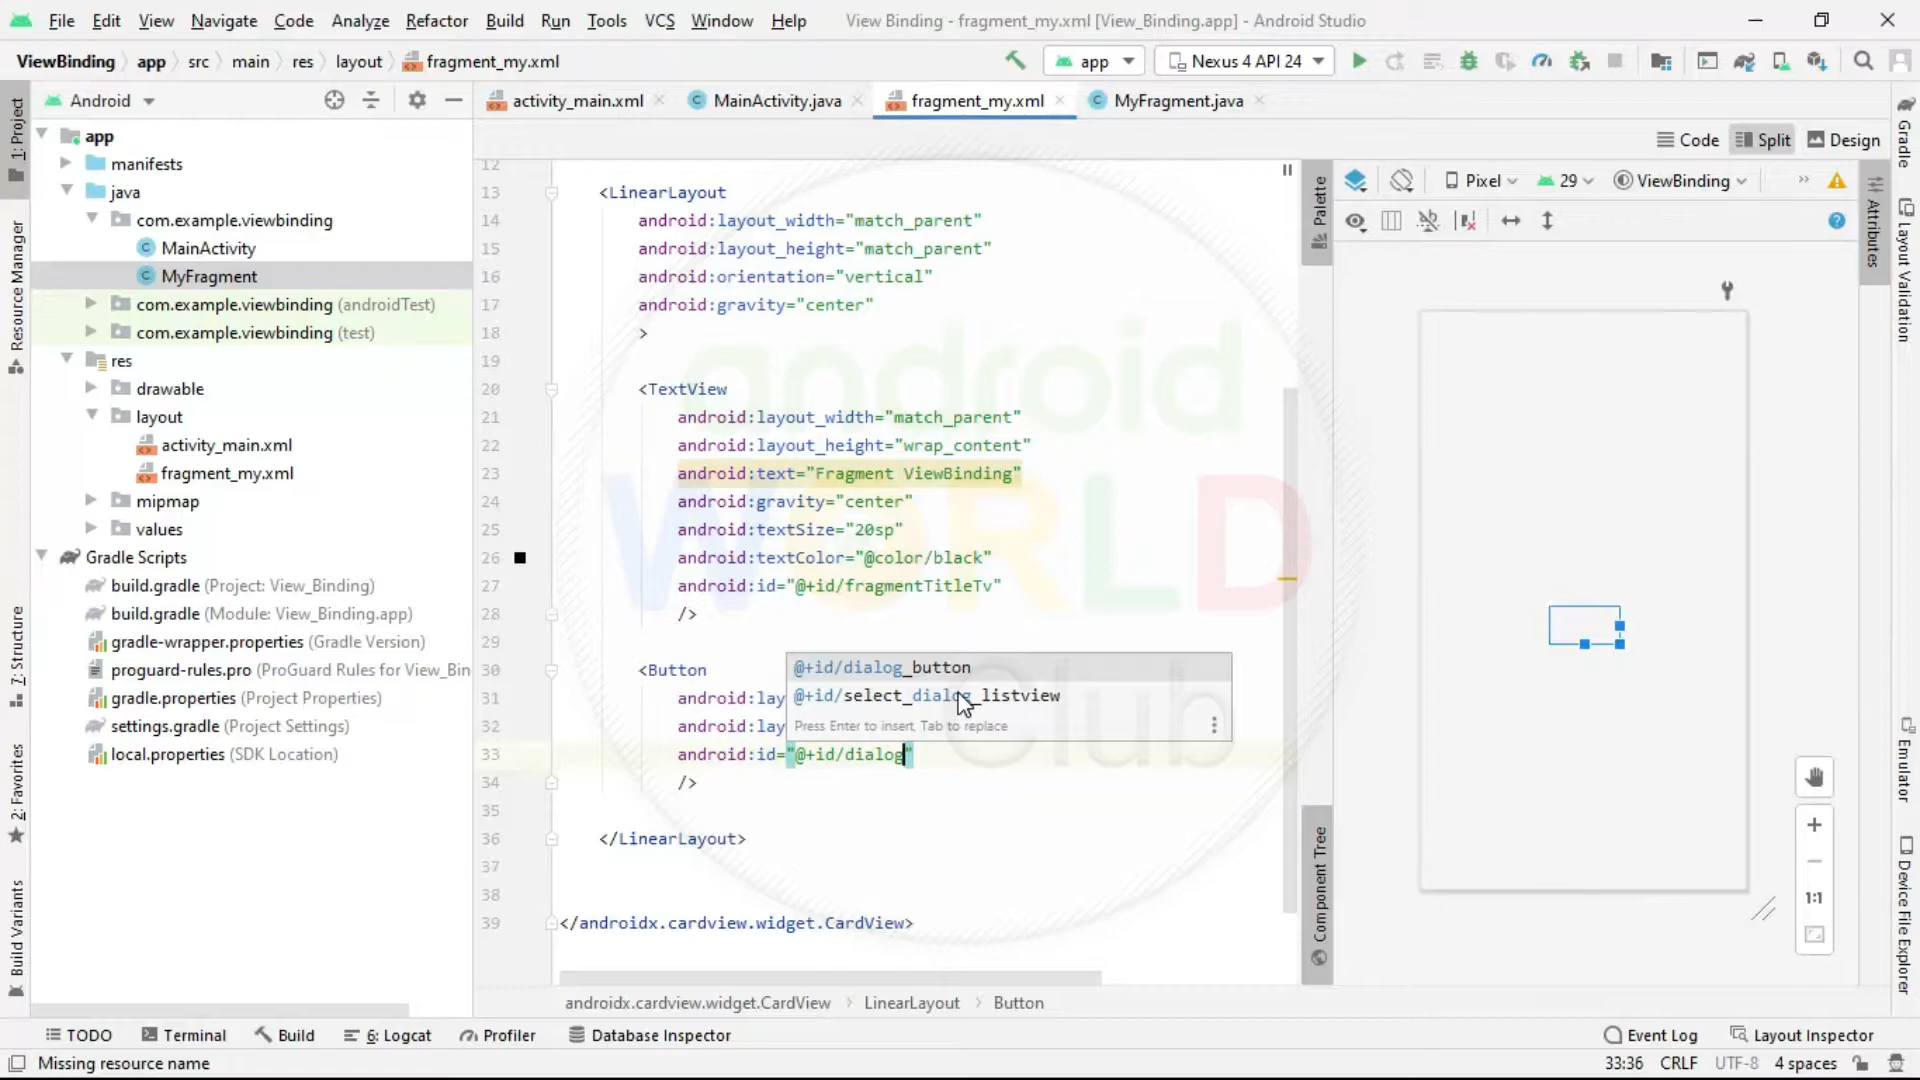 File Edit View Navigate Code Analyze Refactor Build Run Tools VCS Window Help View Binding - fragment_my.xml [View_Binding.app] - Android Studio
ViewBinding app src main res layout fragment_my.xml app Nexus 4 API 24
Android activity_main.xml MainActivity.java fragment_my.xml MyFragment.java
Code Split Design
1: Project
Resource Manager
7: Structure
2: Favorites
Build Variants
app
manifests
java
com.example.viewbinding
MainActivity
MyFragment
com.example.viewbinding (androidTest)
com.example.viewbinding (test)
res
drawable
layout
activity_main.xml
fragment_my.xml
mipmap
values
Gradle Scripts
build.gradle (Project: View_Binding)
build.gradle (Module: View_Binding.app)
gradle-wrapper.properties (Gradle Version)
proguard-rules.pro (ProGuard Rules for View_Bin
gradle.properties (Project Properties)
settings.gradle (Project Settings)
local.properties (SDK Location)
12
13 <LinearLayout
14 android:layout_width="match_parent"
15 android:layout_height="match_parent"
16 android:orientation="vertical"
17 android:gravity="center"
18 >
19
20 <TextView
21 android:layout_width="match_parent"
22 android:layout_height="wrap_content"
23 android:text="Fragment ViewBinding"
24 android:gravity="center"
25 android:textSize="20sp"
26 android:textColor="@color/black"
27 android:id="@+id/fragmentTitleTv"
28 />
29
30 <Button
31 android:lay
32 android:lay
33 android:id="@+id/dialog"
34 />
35
36 </LinearLayout>
37
38
39 </androidx.cardview.widget.CardView>
@+id/dialog_button
@+id/select_dialog_listview
Press Enter to insert, Tab to replace
android
WORLD
Club
Palette
Component Tree
Pixel 29 ViewBinding »
?
1:1
Attributes
Gradle
Layout Validation
Emulator
Device File Explorer
androidx.cardview.widget.CardView LinearLayout Button
TODO Terminal Build 6: Logcat Profiler Database Inspector Event Log Layout Inspector
Missing resource name 33:36 CRLF UTF-8 4 spaces